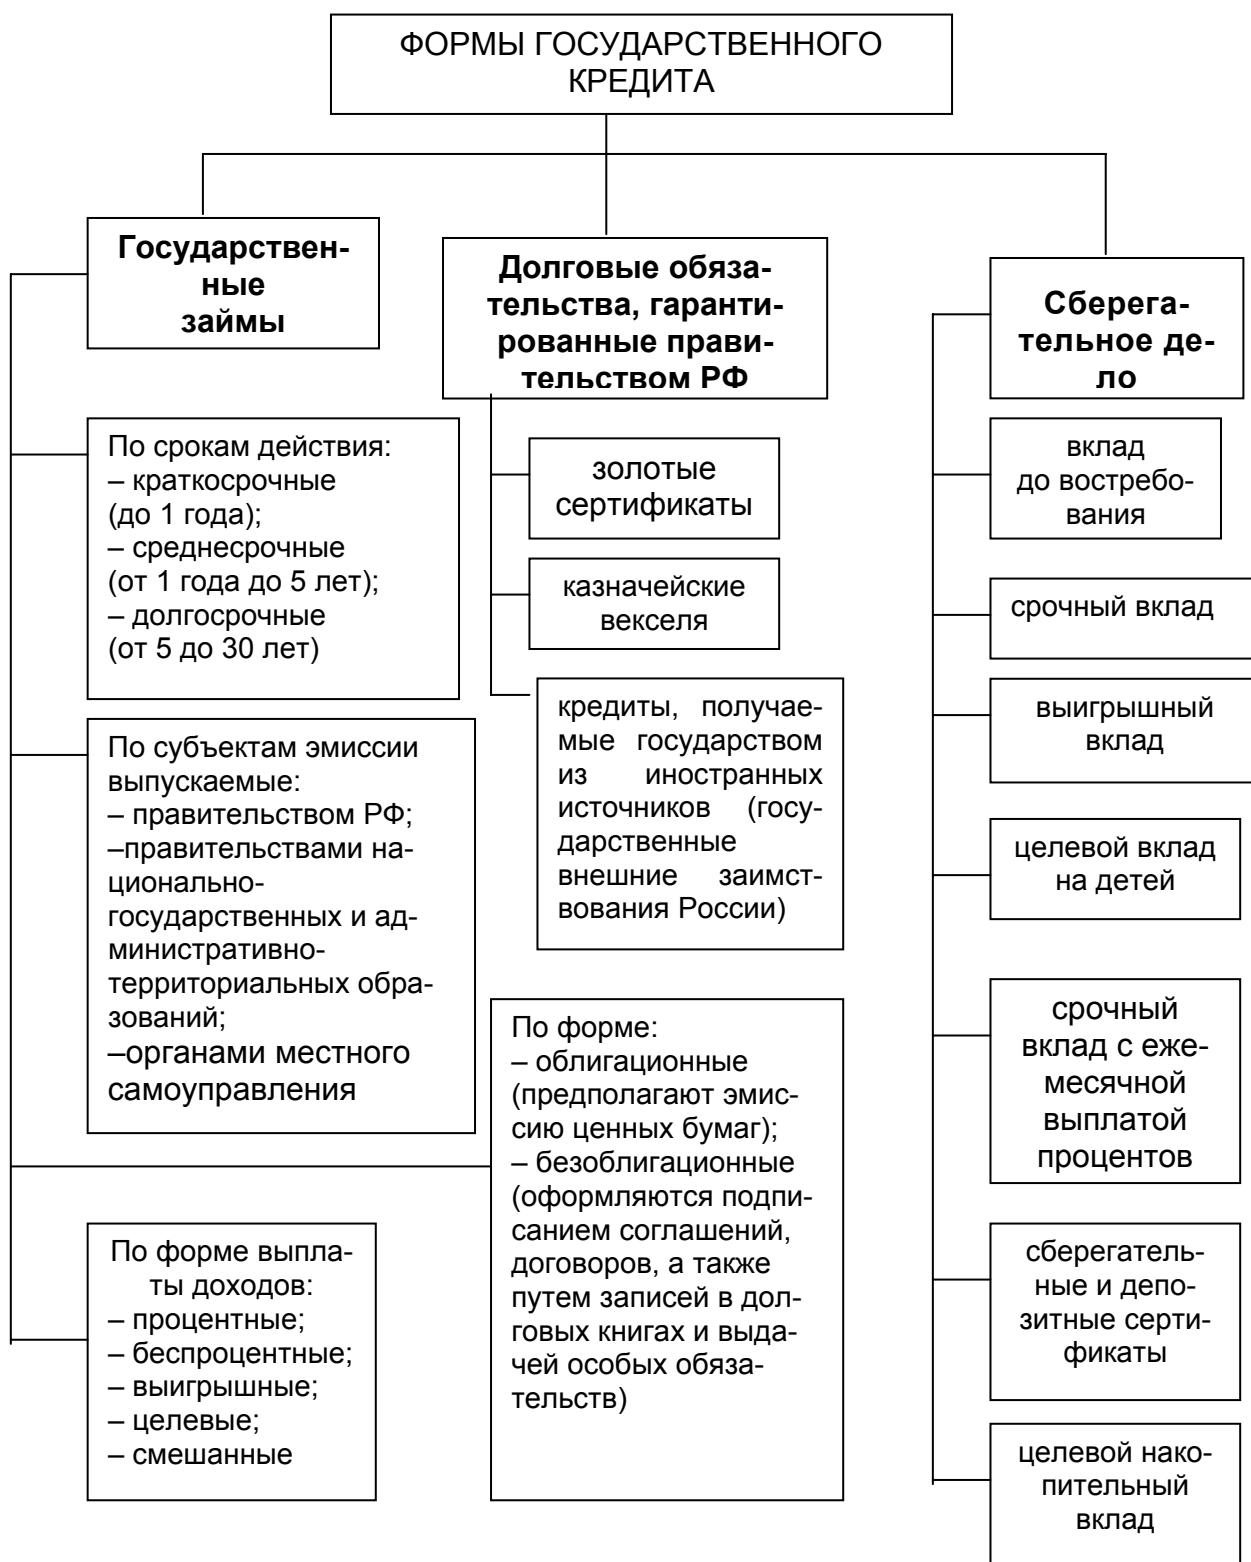 ФОРМЫ ГОСУДАРСТВЕННОГО
КРЕДИТА
Государствен-
ные
займы
По срокам действия:
– краткосрочные
(до 1 года);
– среднесрочные
(от 1 года до 5 лет);
– долгосрочные
(от 5 до 30 лет)
По субъектам эмиссии
выпускаемые:
– правительством РФ;
–правительствами на-
ционально-
государственных и ад-
министративно-
территориальных обра-
зований;
–органами местного
самоуправления
По форме выпла-
ты доходов:
– процентные;
– беспроцентные;
– выигрышные;
– целевые;
– смешанные
Долговые обяза-
тельства, гаранти-
рованные прави-
тельством РФ
золотые
сертификаты
казначейские
векселя
кредиты, получае-
мые государством
из иностранных
источников (госу-
дарственные
внешние заимст-
вования России)
По форме:
– облигационные
(предполагают эмис-
сию ценных бумаг);
– безоблигационные
(оформляются подпи-
санием соглашений,
договоров, а также
путем записей в дол-
говых книгах и выда-
чей особых обяза-
тельств)
Сберега-
тельное де-
ло
вклад
до востребо-
вания
срочный вклад
выигрышный
вклад
целевой вклад
на детей
срочный
вклад с еже-
месячной
выплатой
процентов
сберегатель-
ные и депо-
зитные серти-
фикаты
целевой нако-
пительный
вклад